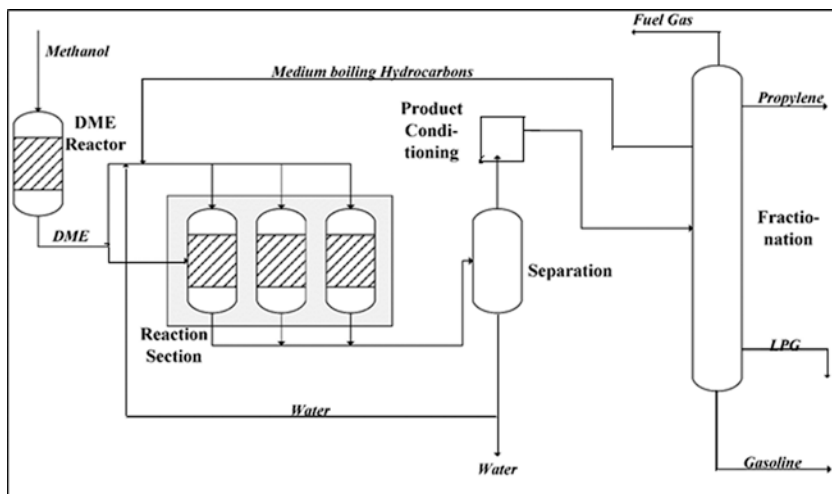 Fuel Gas
Methanol
Medium boiling Hydrocarbons
Propylene
DME
Reactor
Product
Condi-
tioning
DME
Fractio-
nation
Separation
Reaction
Section
LPG
Water
Water
Gasoline